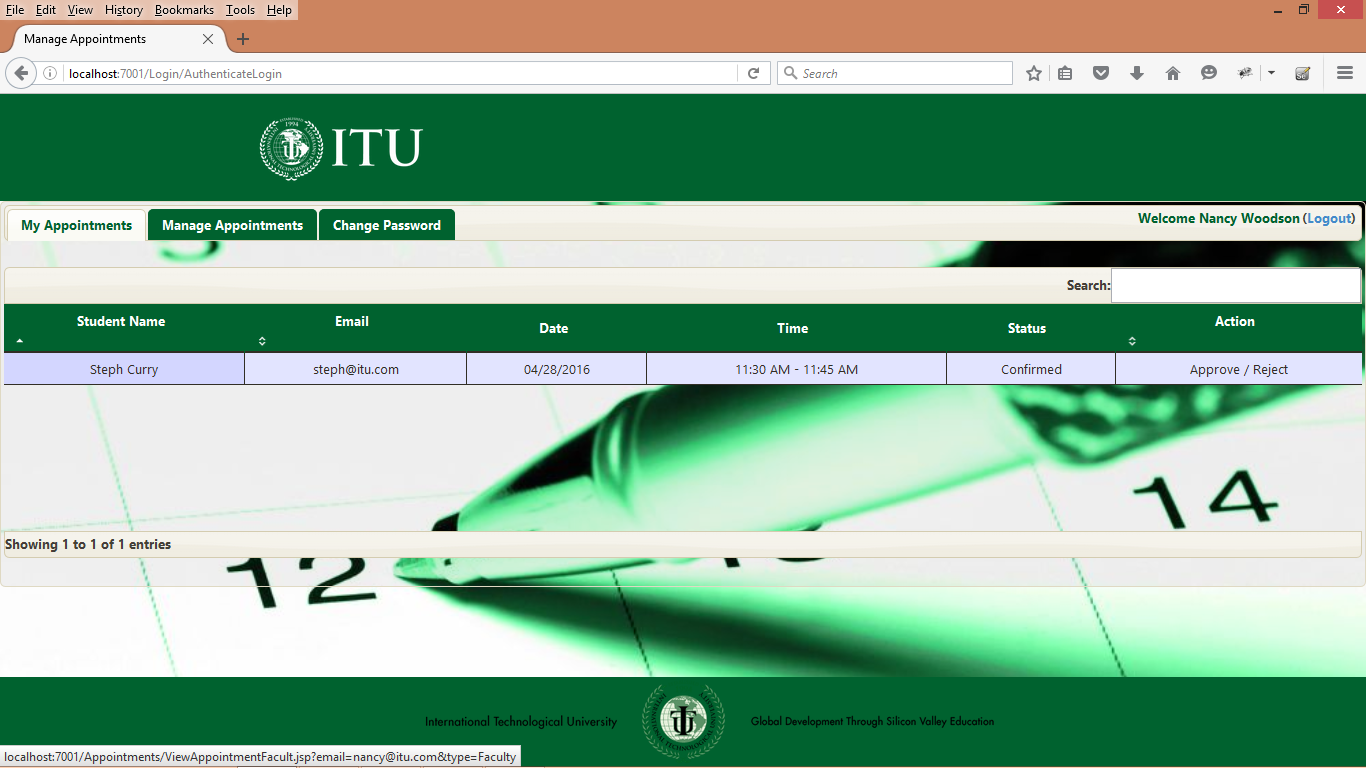 File Edit View History Bookmarks Tools Help
Manage Appointments
localhost:7001/Login/AuthenticateLogin
Search
1994
ITU
My Appointments Manage Appointments Change Password Welcome Nancy Woodson (Logout)
Search:
Student Name Email Date Time Status Action
Steph Curry steph@itu.com 04/28/2016 11:30 AM - 11:45 AM Confirmed Approve / Reject
14
Showing 1 to 1 of 1 entries
12
International Technological University Global Development Through Silicon Valley Education
localhost:7001/Appointments/ViewAppointmentFacult.jsp?email=nancy@itu.com&type=Faculty